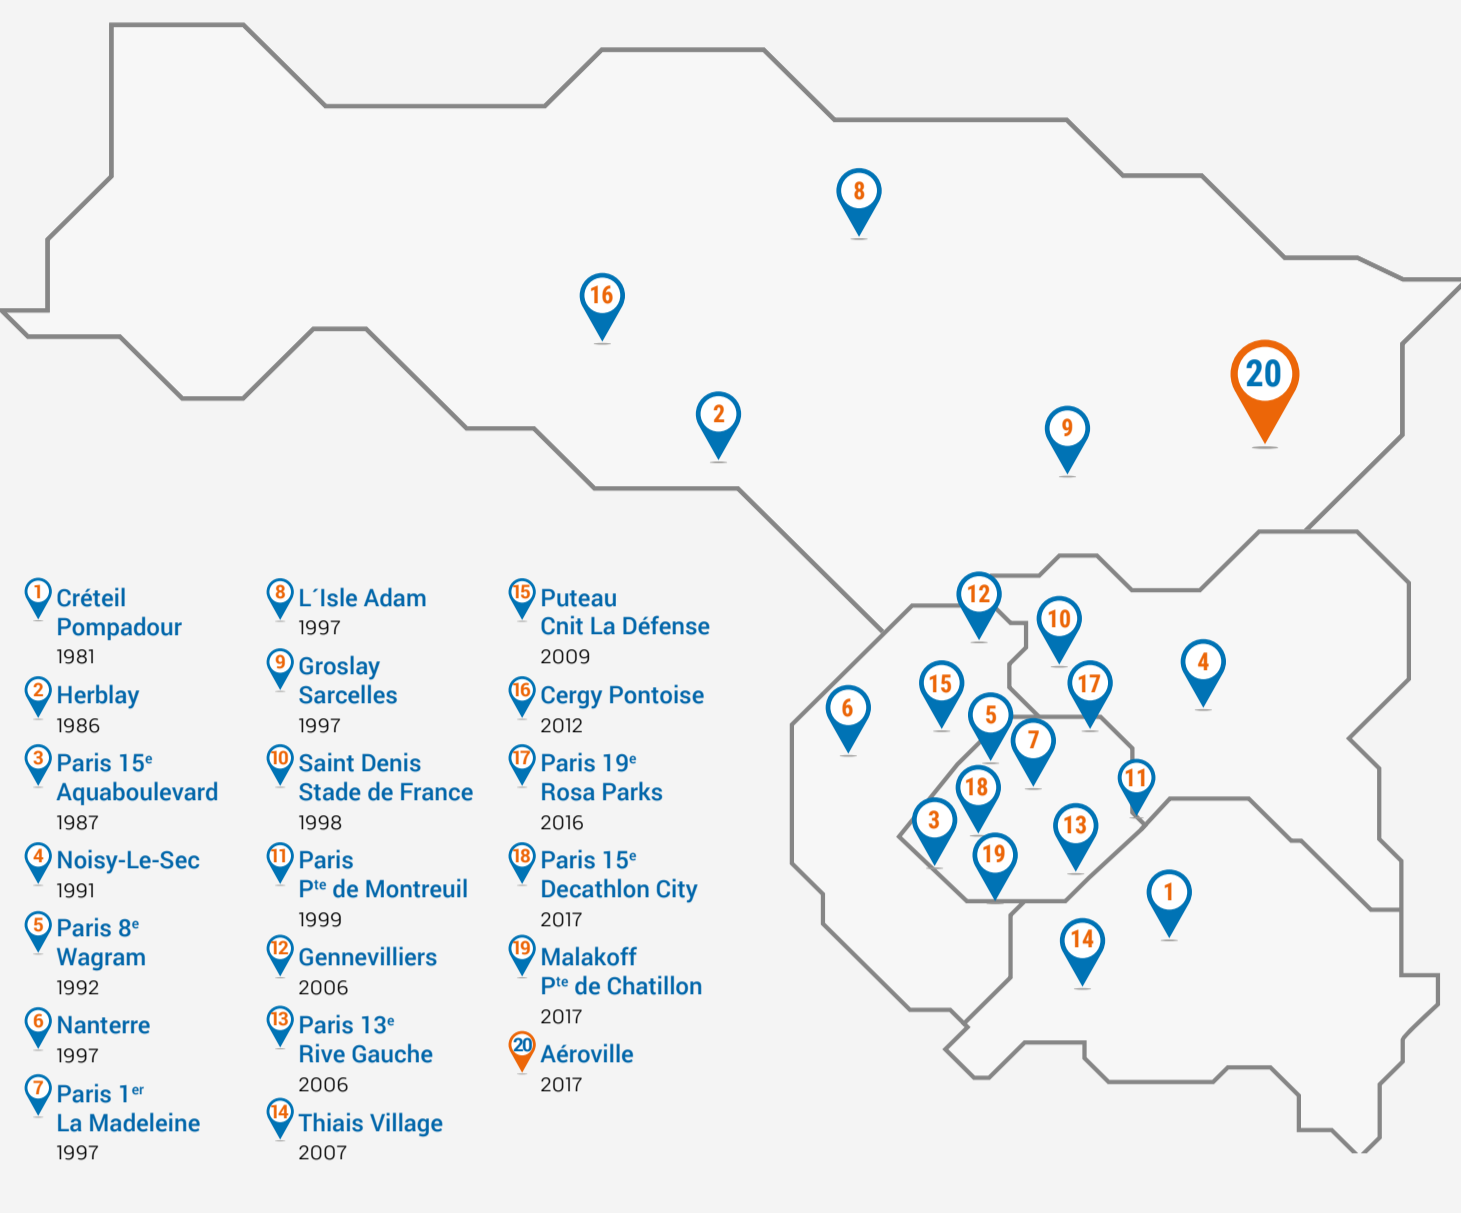 8
16
20
2
9
12
10
4
15
17
6
5
7
11
18
3
13
19
1
14
1 Créteil
Pompadour
1981
2 Herblay
1986
3 Paris 15e
Aquaboulevard
1987
4 Noisy-Le-Sec
1991
5 Paris 8e
Wagram
1992
6 Nanterre
1997
7 Paris 1er
La Madeleine
1997
8 L´Isle Adam
1997
9 Groslay
Sarcelles
1997
10 Saint Denis
Stade de France
1998
11 Paris
Pte de Montreuil
1999
12 Gennevilliers
2006
13 Paris 13e
Rive Gauche
2006
14 Thiais Village
2007
15 Puteau
Cnit La Défense
2009
16 Cergy Pontoise
2012
17 Paris 19e
Rosa Parks
2016
18 Paris 15e
Decathlon City
2017
19 Malakoff
Pte de Chatillon
2017
20 Aéroville
2017